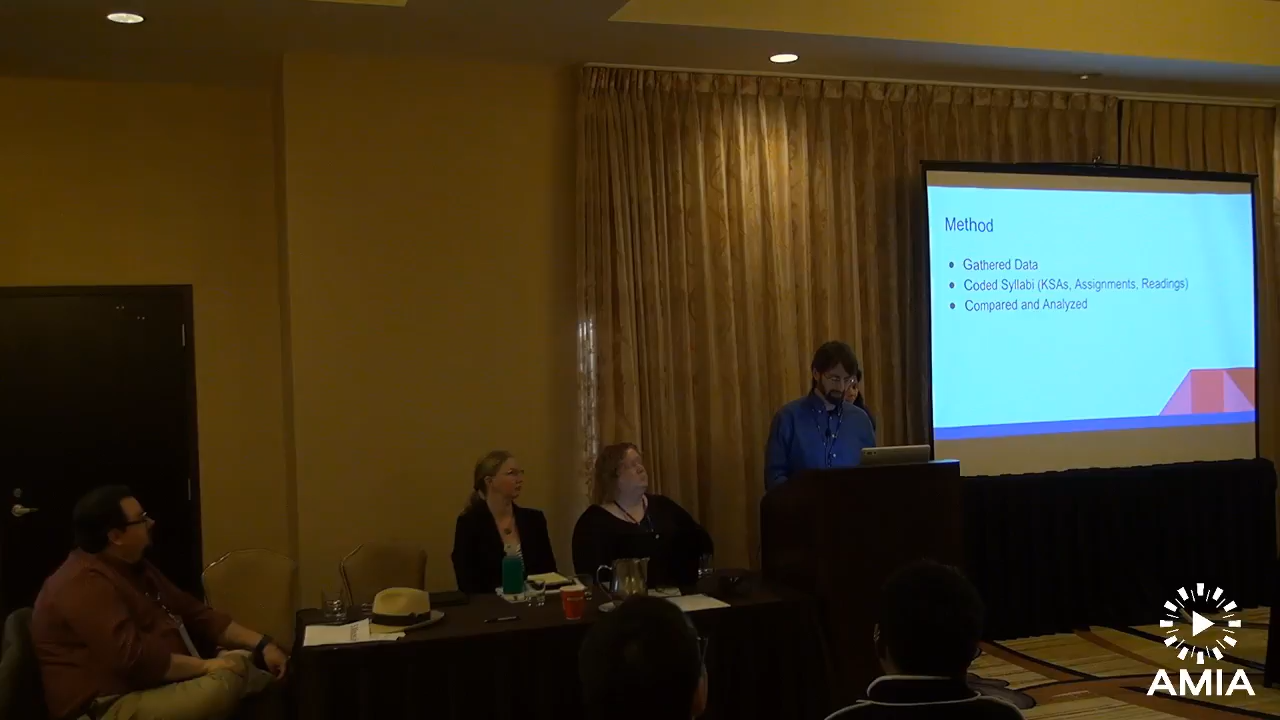 Method
Gathered Data
Coded Syllabi (KSAs, Assignments, Readings)
Compared and Analyzed
AMIA